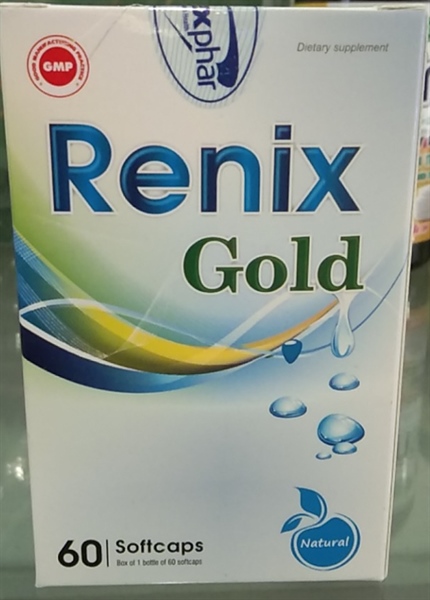 GMP
Dietary supplement
Renix
Gold
60 Softcaps
Box of 1 bottle of 60 softcaps
Natural